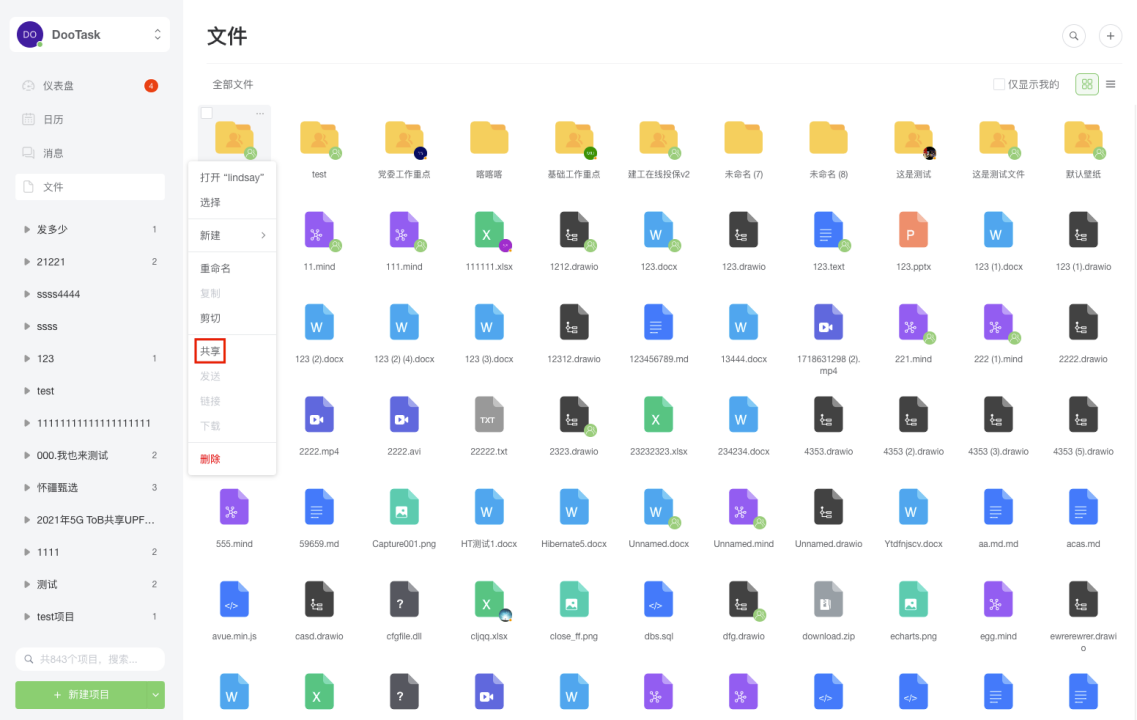 DO DooTask
文件
仪表盘 4
日历
消息
文件
发多少 1
21221 2
ssss4444
ssss
123 1
test
11111111111111111111
000.我也来测试 2
怀疆甄选 3
2021年5G ToB共享UPF...
1111 2
测试 2
test项目 1
共843个项目，搜索...
+ 新建项目
全部文件
仅显示我的
打开 "lindsay"
选择
新建
重命名
复制
剪切
共享
发送
链接
下载
删除
test 党委工作重点 喀喀喀 基础工作重点 建工在线投保v2 未命名 (7) 未命名 (8) 这是测试 这是测试文件 默认壁纸
X W P W
11.mind 111.mind 111111.xlsx 1212.drawio 123.docx 123.drawio 123.text 123.pptx 123 (1).docx 123 (1).drawio
W W W W
123 (2).docx 123 (2) (4).docx 123 (3).docx 12312.drawio 123456789.md 13444.docx 1718631298 (2).
mp4
221.mind 222 (1).mind 2222.drawio
TXT X W
2222.mp4 2222.avi 22222.txt 2323.drawio 23232323.xlsx 234234.docx 4353.drawio 4353 (2).drawio 4353 (3).drawio 4353 (5).drawio
W W W W
555.mind 59659.md Capture001.png HT测试1.docx Hibernate5.docx Unnamed.docx Unnamed.mind Unnamed.drawio Ytdfnjscv.docx aa.md.md acas.md
</> ? X </>
avue.min.js casd.drawio cfgfile.dll cljqq.xlsx close_ff.png dbs.sql dfg.drawio download.zip echarts.png egg.mind ewrerewrer.drawi
o
W X ? W </> </>